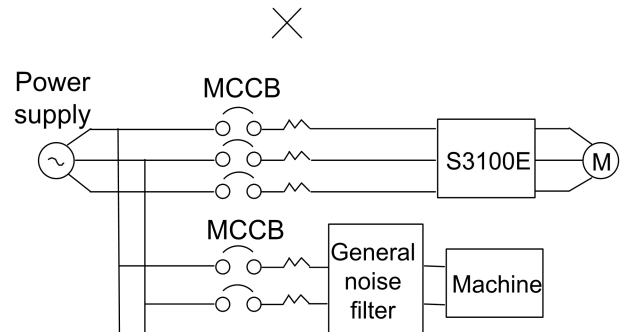 Power
supply
MCCB
S3100E
M
MCCB
General
noise
filter
Machine